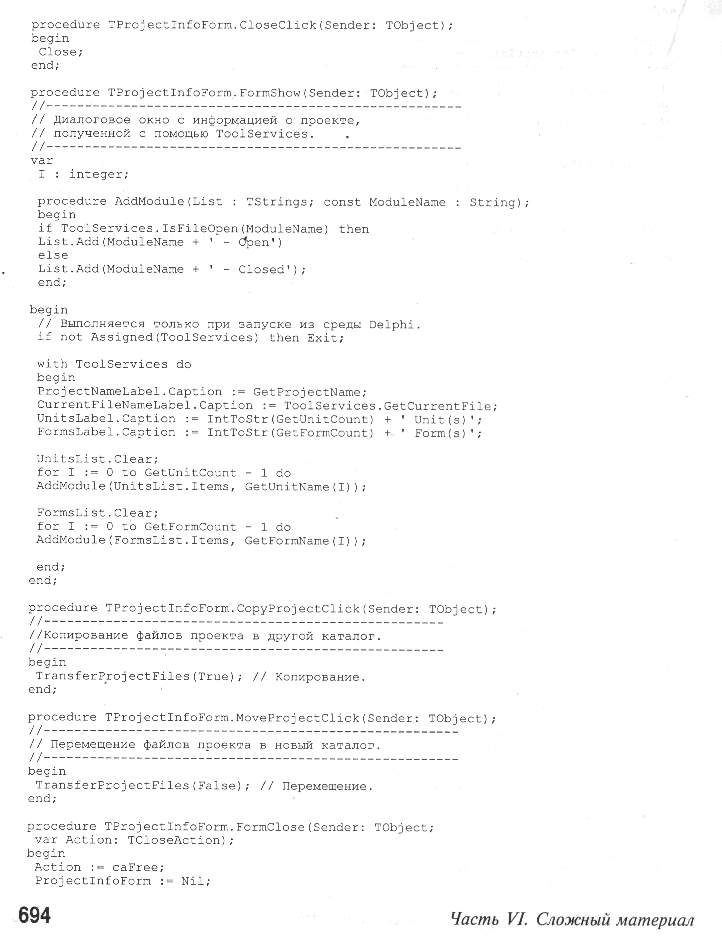 procedure TProjectInfoForm.CloseClick(Sender: TObject);
begin
Close;
end;
procedure TProjectInfoForm.FormShow(Sender: TObject);
//------------------------------------------------------
// Диалоговое окно с информацией о проекте,
// полученной с помощью ToolServices.
//------------------------------------------------------
var
I : integer;
procedure AddModule(List : TStrings; const ModuleName : String);
begin
if ToolServices.IsFileOpen(ModuleName) then
List.Add(ModuleName + ' - Open')
else
List.Add(ModuleName + ' - Closed');
end;
begin
// Выполняется только при запуске из среды Delphi.
if not Assigned(ToolServices) then Exit;
with ToolServices do
begin
ProjectNameLabel.Caption := GetProjectName;
CurrentFileNameLabel.Caption := ToolServices.GetCurrentFile;
UnitsLabel.Caption := IntToStr(GetUnitCount) + ' Unit(s)';
FormsLabel.Caption := IntToStr(GetFormCount) + ' Form(s)';
UnitsList.Clear;
for I := 0 to GetUnitCount - 1 do
AddModule(UnitsList.Items, GetUnitName(I));
FormsList.Clear;
for I := 0 to GetFormCount - 1 do
AddModule(FormsList.Items, GetFormName(I));
end;
end;
procedure TProjectInfoForm.CopyProjectClick(Sender: TObject);
//----------------------------------------------------
//Копирование файлов проекта в другой каталог.
//----------------------------------------------------
begin
TransferProjectFiles(True); // Копирование.
end;
procedure TProjectInfoForm.MoveProjectClick(Sender: TObject);
//------------------------------------------------------
// Перемещение файлов проекта в новый каталог.
//------------------------------------------------------
begin
TransferProjectFiles(False); // Перемещение.
end;
procedure TProjectInfoForm.FormClose(Sender: TObject;
var Action: TCloseAction);
begin
Action := caFree;
ProjectInfoForm := Nil;
694
Часть VI. Сложный материал